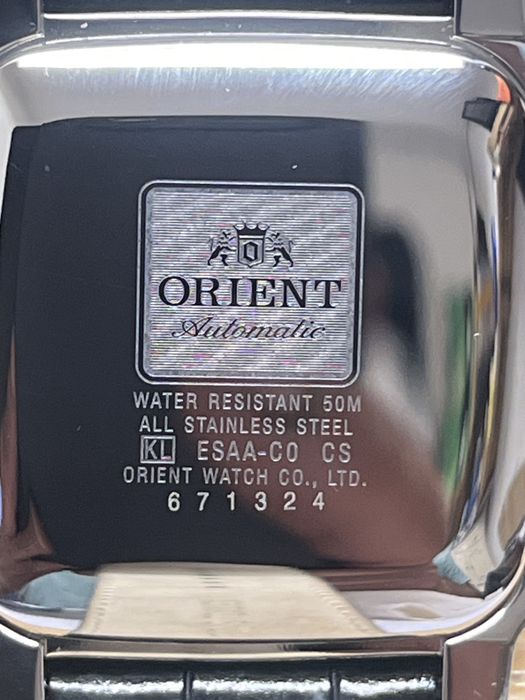 ORIENT
Automatic
WATER RESISTANT 50M
ALL STAINLESS STEEL
KL ESAA-C0 CS
ORIENT WATCH CO., LTD.
671324